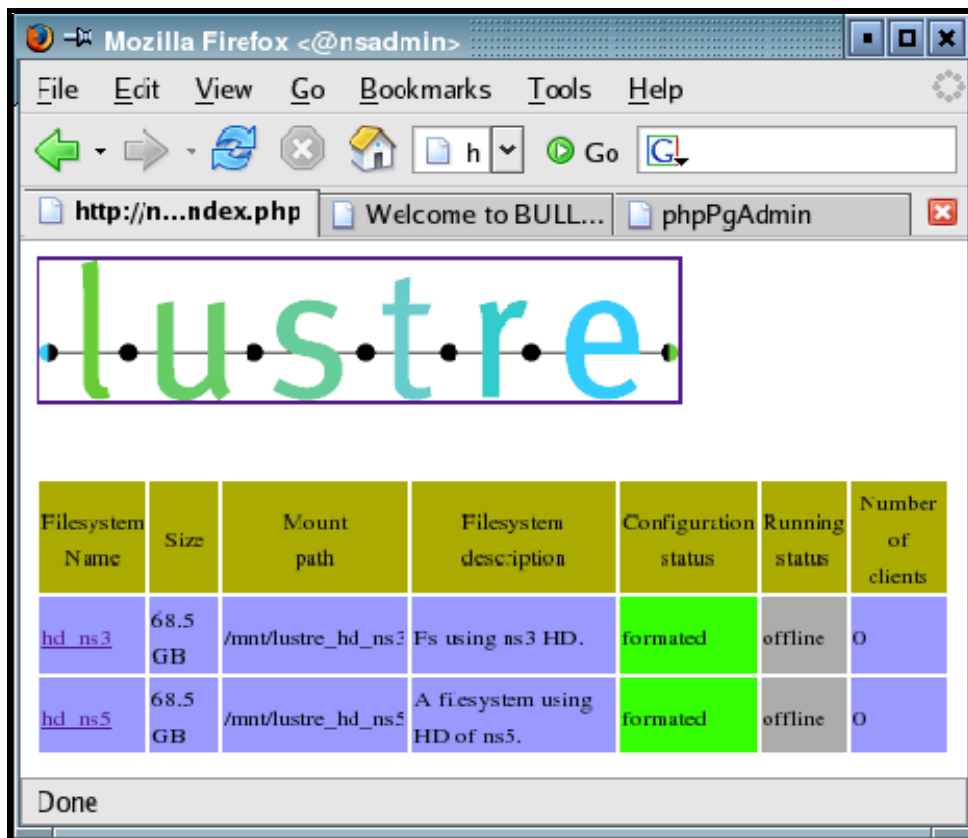 Mozilla Firefox <@nsadmin>
File Edit View Go Bookmarks Tools Help
h Go G
http://n...ndex.php Welcome to BULL... phpPgAdmin
lustre
Filesystem Name Size Mount path Filesystem description Configuration status Running status Number of clients
hd_ns3 68.5 GB /mnt/lustre_hd_ns3 Fs using ns3 HD. formated offline 0
hd_ns5 68.5 GB /mnt/lustre_hd_ns5 A filesystem using HD of ns5. formated offline 0
Done